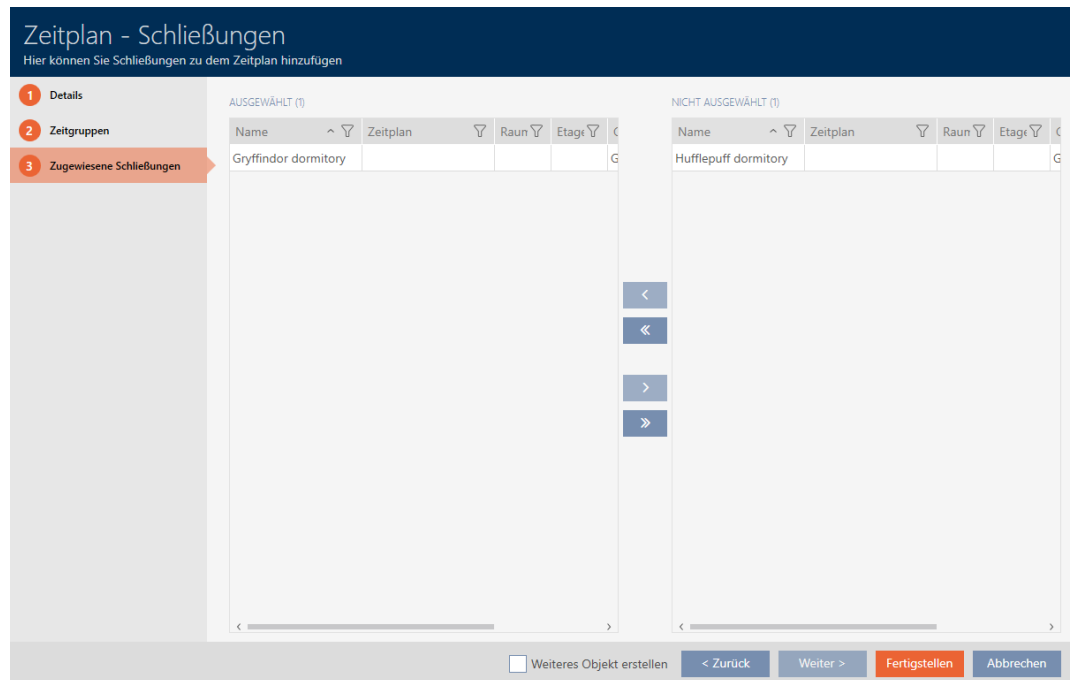 Zeitplan - Schließungen
Hier können Sie Schließungen zu dem Zeitplan hinzufügen
1 Details
2 Zeitgruppen
3 Zugewiesene Schließungen
AUSGEWÄHLT (1)
Name Zeitplan Raum Etage
Gryffindor dormitory G
NICHT AUSGEWÄHLT (1)
Name Zeitplan Raum Etage
Hufflepuff dormitory G
Weiteres Objekt erstellen
< Zurück
Weiter >
Fertigstellen
Abbrechen